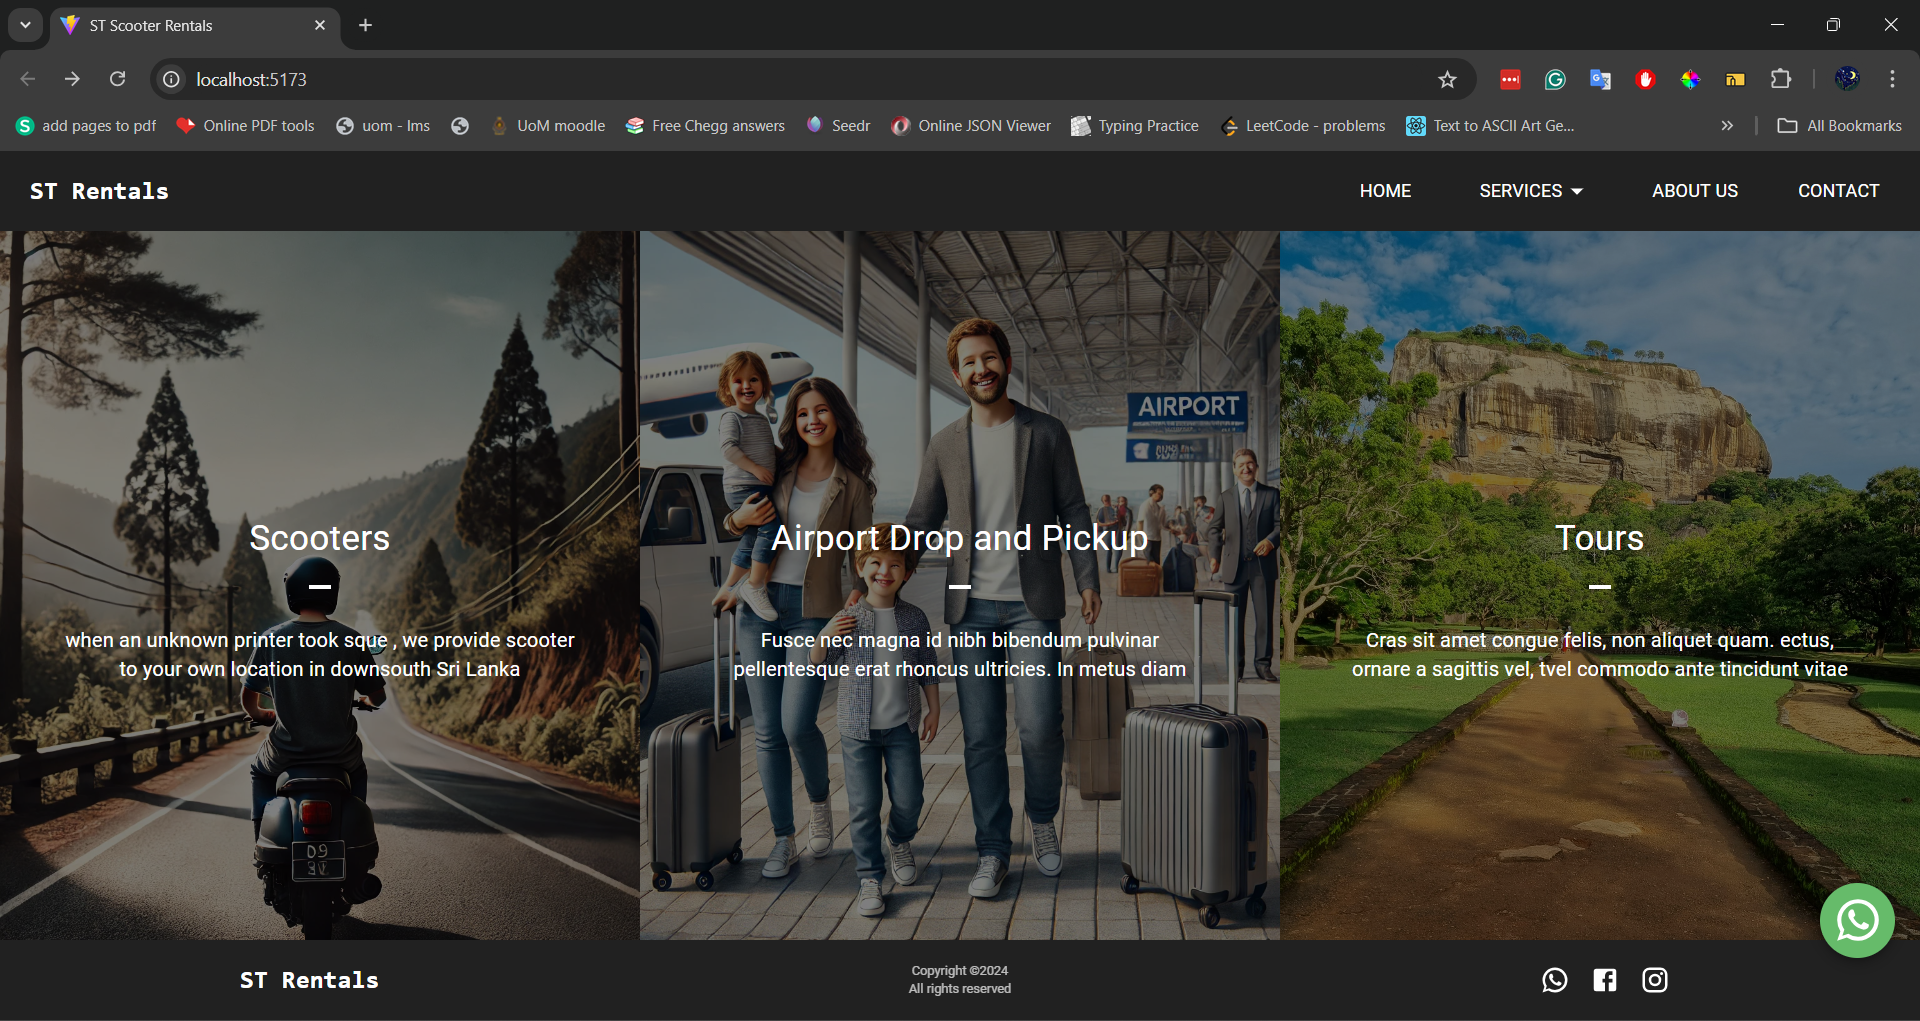 ST Scooter Rentals
localhost:5173
add pages to pdf
Online PDF tools
uom - lms
UoM moodle
Free Chegg answers
Seedr
Online JSON Viewer
Typing Practice
LeetCode - problems
Text to ASCII Art Ge...
All Bookmarks
ST Rentals
HOME
SERVICES
ABOUT US
CONTACT
AIRPORT
Scooters
when an unknown printer took sque , we provide scooter
to your own location in downsouth Sri Lanka
Airport Drop and Pickup
Fusce nec magna id nibh bibendum pulvinar
pellentesque erat rhoncus ultricies. In metus diam
Tours
Cras sit amet congue felis, non aliquet quam. ectus,
ornare a sagittis vel, tvel commodo ante tincidunt vitae
ST Rentals
Copyright ©2024
All rights reserved